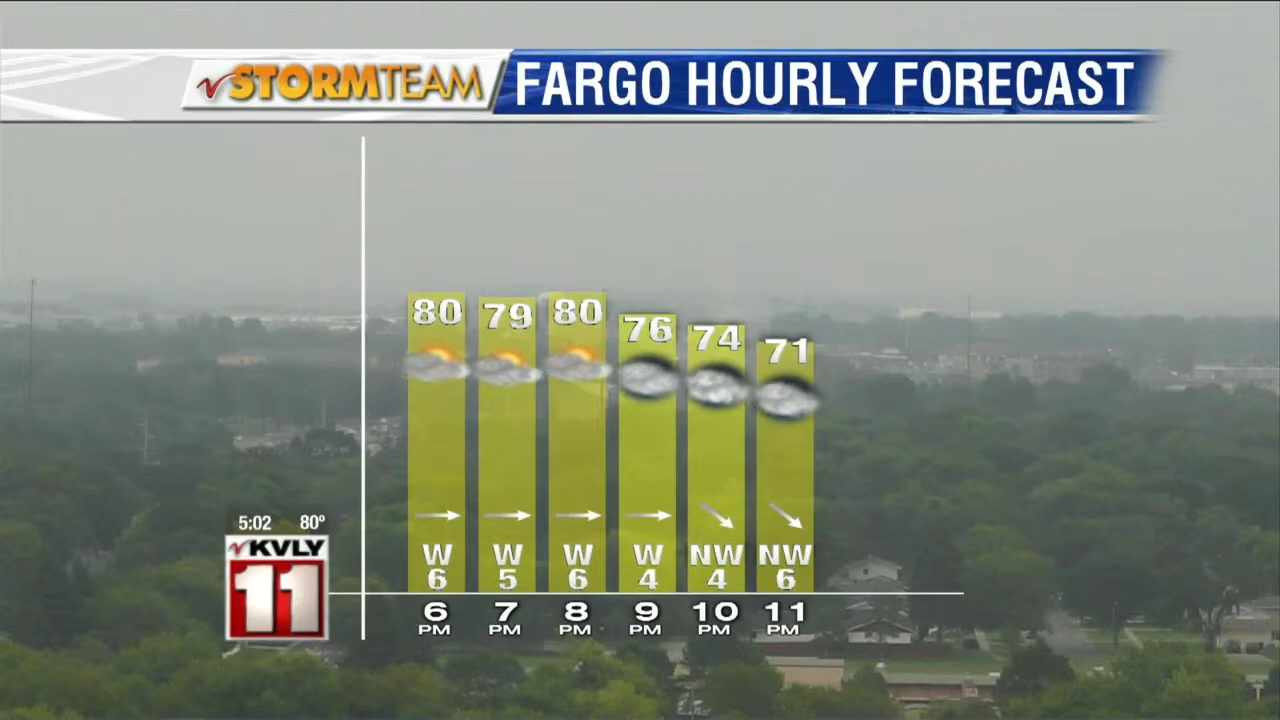 STORMTEAM FARGO HOURLY FORECAST
80 79 80 76 74 71
5:02 80°
KVLY
11
W W W W NW NW
6 5 6 4 4 6
6 7 8 9 10 11
PM PM PM PM PM PM